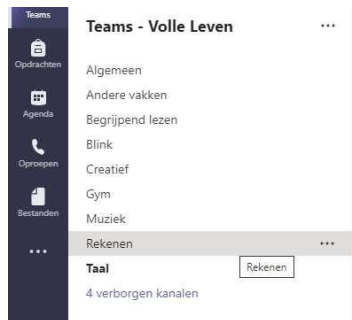 Teams
Opdrachten
Agenda
Oproepen
Bestanden
Teams - Volle Leven
Algemeen
Andere vakken
Begrijpend lezen
Blink
Creatief
Gym
Muziek
Rekenen
Taal
Rekenen
4 verborgen kanalen